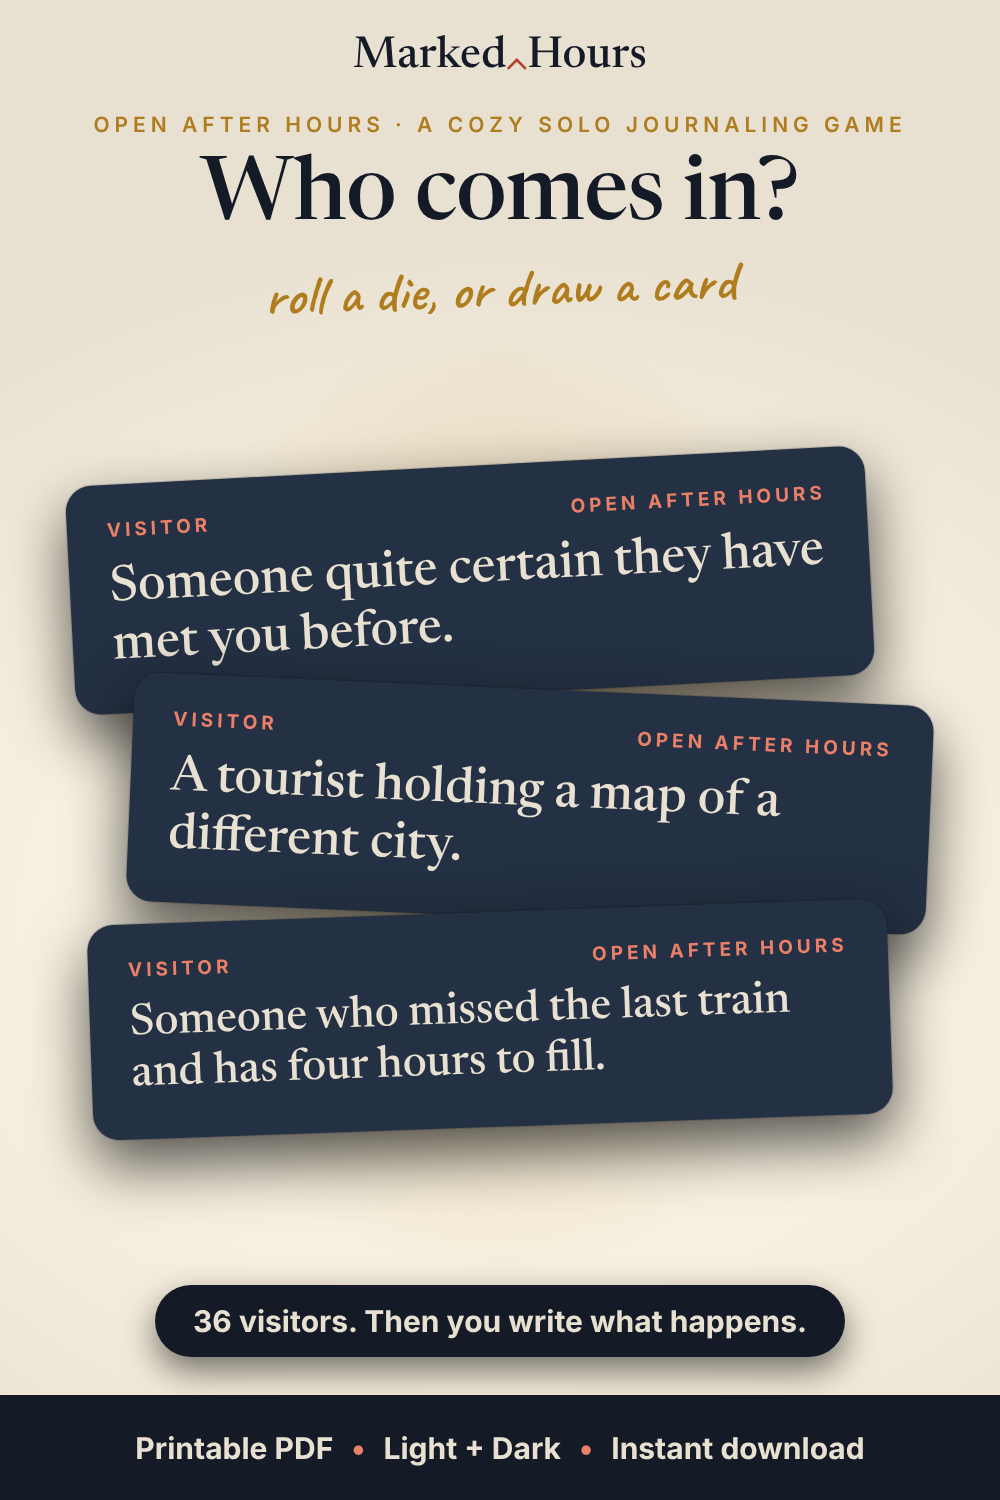 Marked‸Hours
OPEN AFTER HOURS · A COZY SOLO JOURNALING GAME
Who comes in?
roll a die, or draw a card
VISITOR
OPEN AFTER HOURS
Someone quite certain they have
met you before.
VISITOR
OPEN AFTER HOURS
A tourist holding a map of a
different city.
VISITOR
OPEN AFTER HOURS
Someone who missed the last train
and has four hours to fill.
36 visitors. Then you write what happens.
Printable PDF • Light + Dark • Instant download